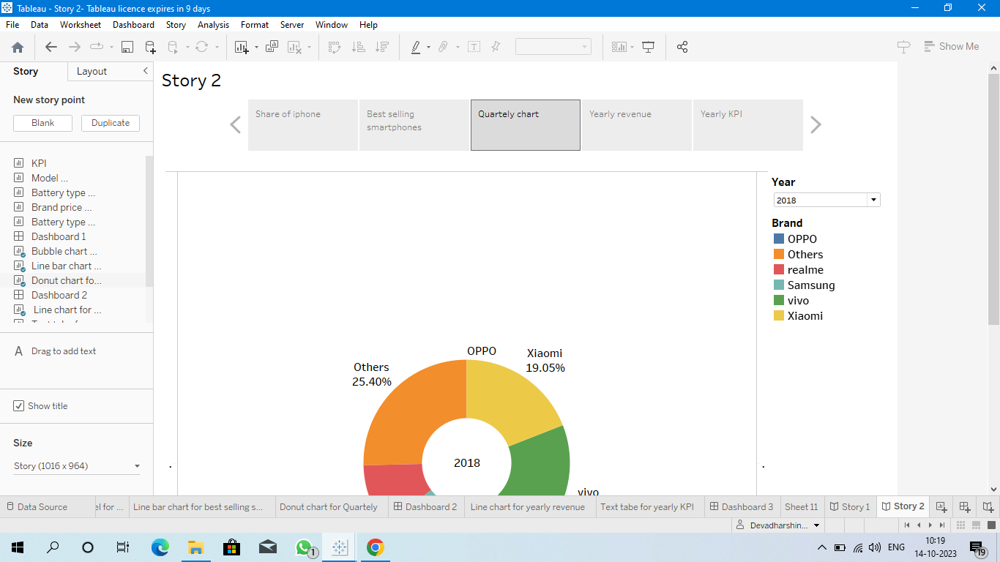 Tableau - Story 2- Tableau licence expires in 9 days
File Data Worksheet Dashboard Story Analysis Format Server Window Help
Show Me
Story Layout
New story point
Blank Duplicate
KPI
Model ...
Battery type ...
Brand price ...
Battery type ...
Dashboard 1
Bubble chart ...
Line bar chart ...
Donut chart fo...
Dashboard 2
Line chart for ...
A Drag to add text
Show title
Size
Story (1016 x 964)
Story 2
Share of iphone
Best selling
smartphones
Quartely chart
Yearly revenue
Yearly KPI
Year
2018
Brand
OPPO
Others
realme
Samsung
vivo
Xiaomi
OPPO
Xiaomi
19.05%
Others
25.40%
2018
vivo
Data Source el for ... Line bar chart for best selling s... Donut chart for Quartely Dashboard 2 Line chart for yearly revenue Text tabe for yearly KPI Dashboard 3 Sheet 11 Story 1 Story 2
Devadharshin...
1
ENG
10:19
14-10-2023
19